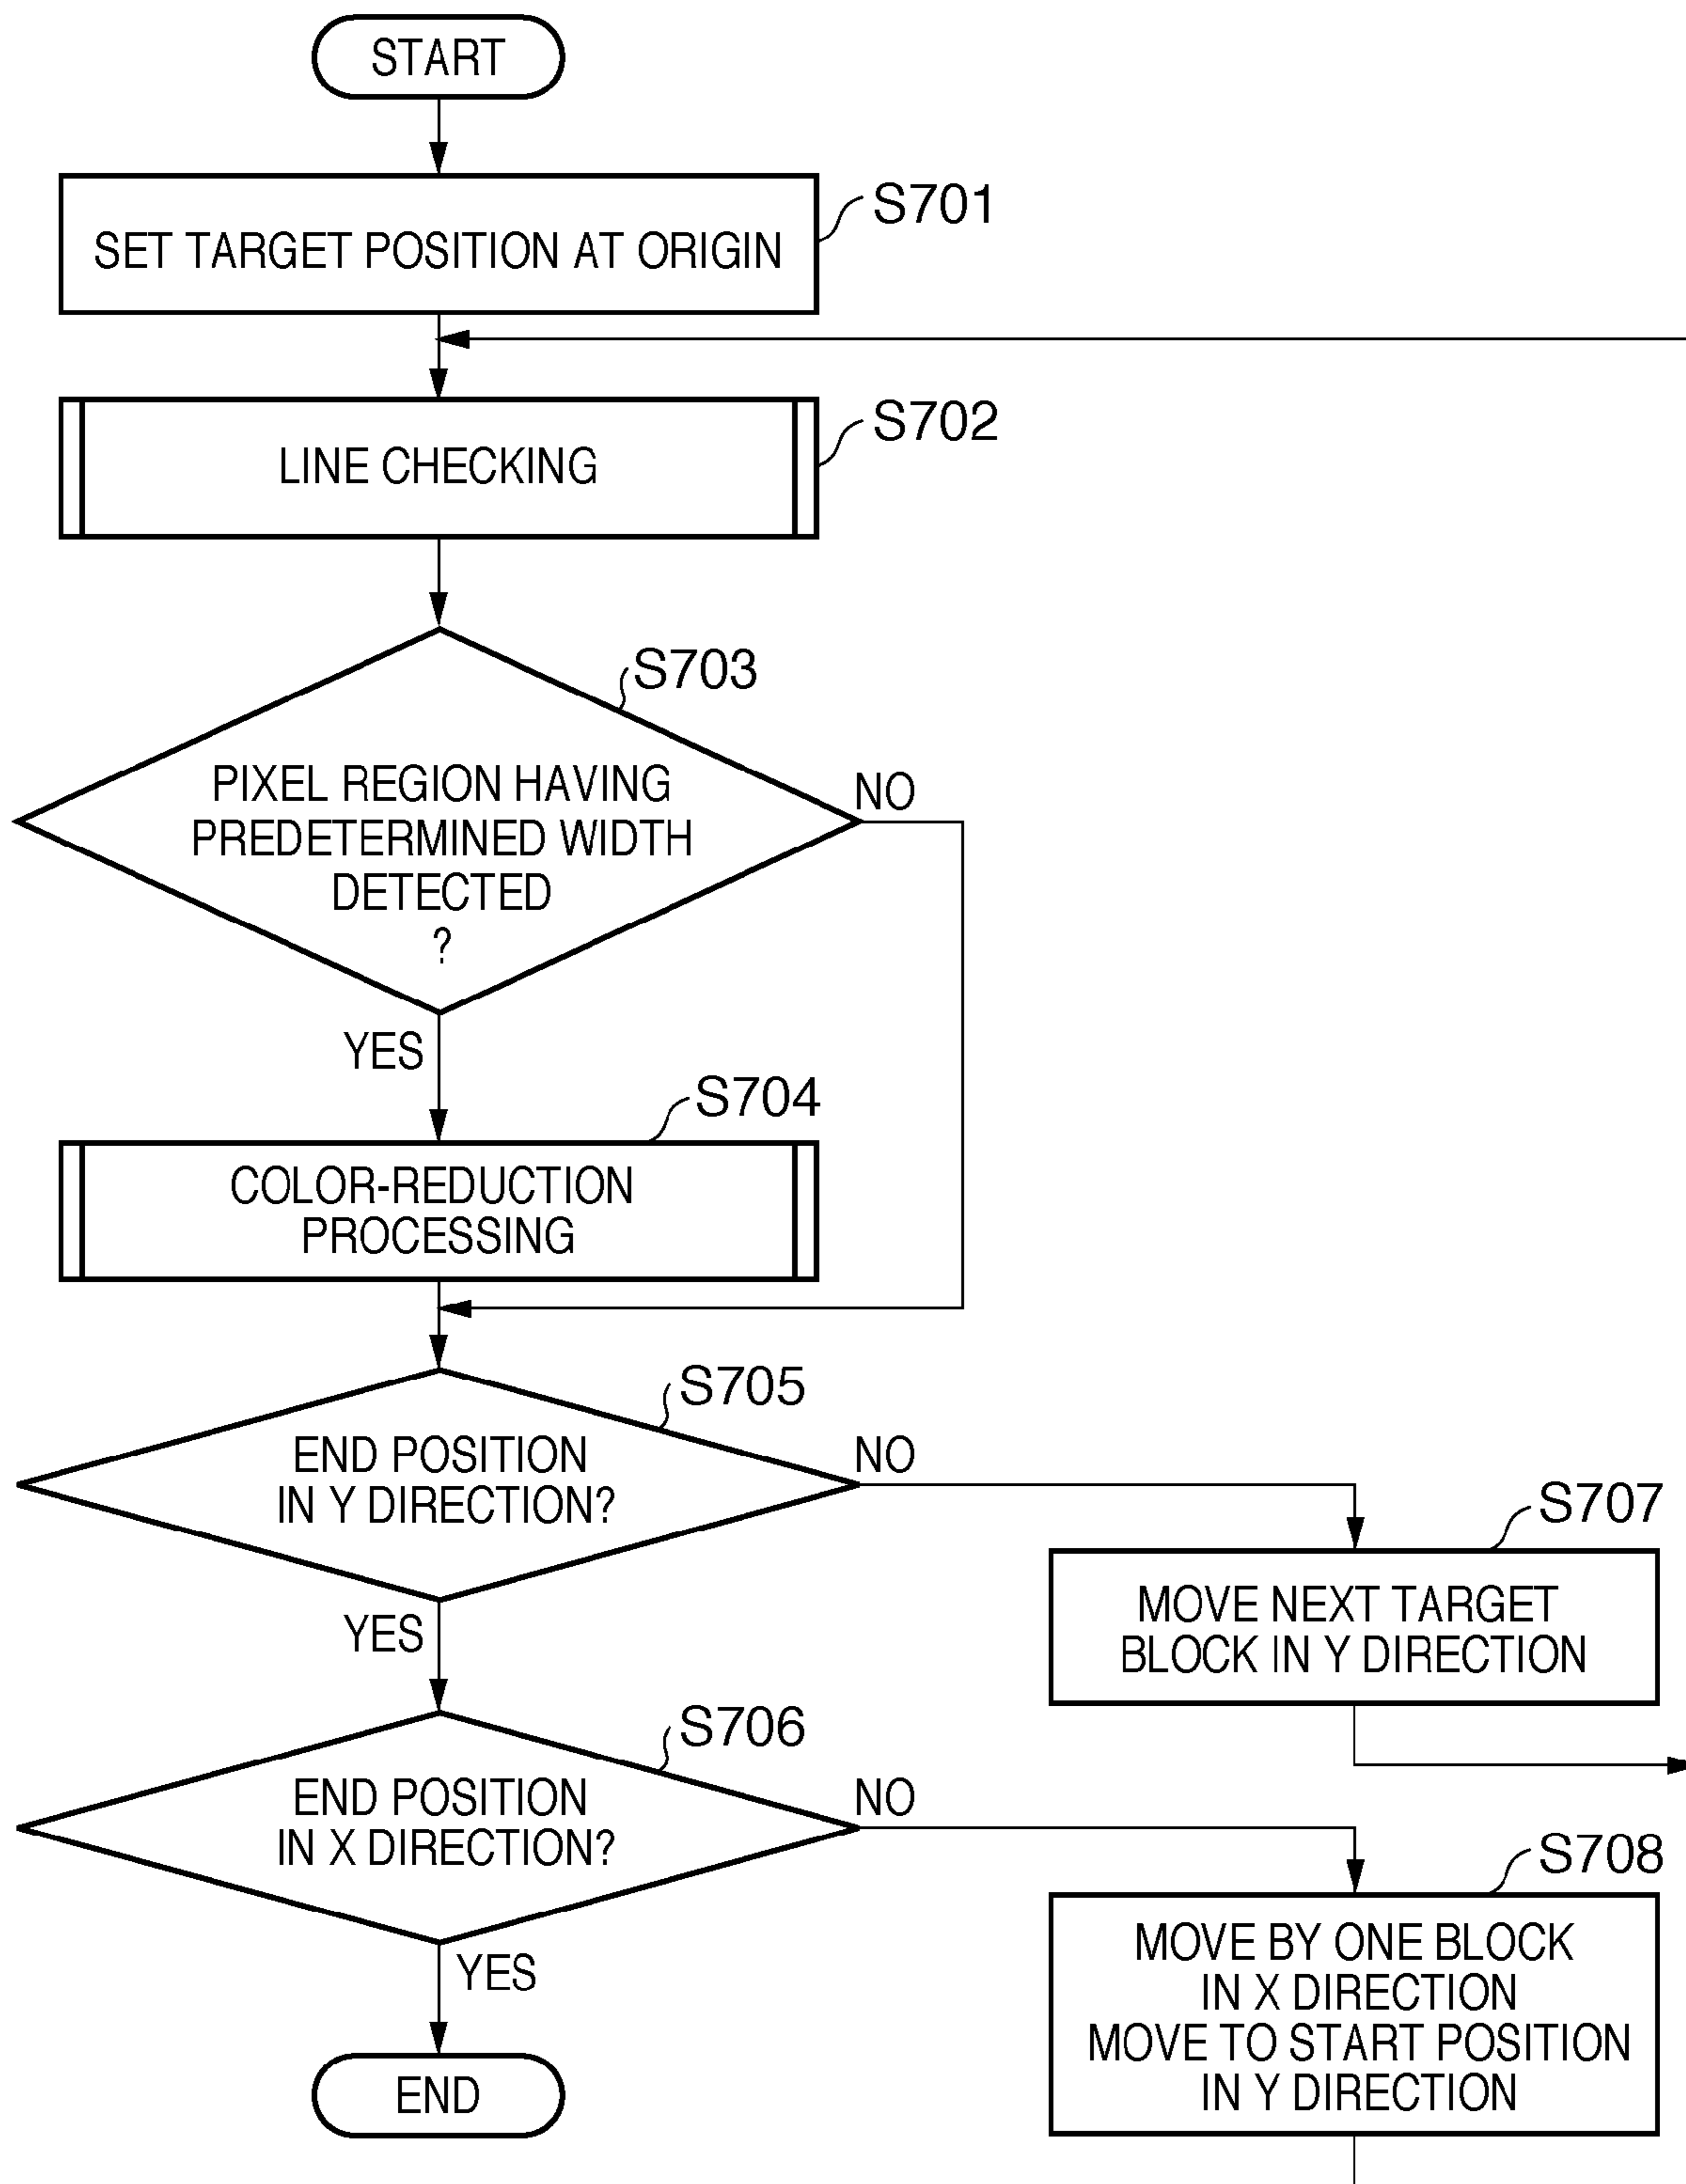 START
S701
SET TARGET POSITION AT ORIGIN
S702
LINE CHECKING
S703
PIXEL REGION HAVING
PREDETERMINED WIDTH
DETECTED
?
NO
YES
S704
COLOR-REDUCTION
PROCESSING
S705
END POSITION
IN Y DIRECTION?
NO
YES
S707
MOVE NEXT TARGET
BLOCK IN Y DIRECTION
S706
END POSITION
IN X DIRECTION?
NO
YES
S708
MOVE BY ONE BLOCK
IN X DIRECTION
MOVE TO START POSITION
IN Y DIRECTION
END